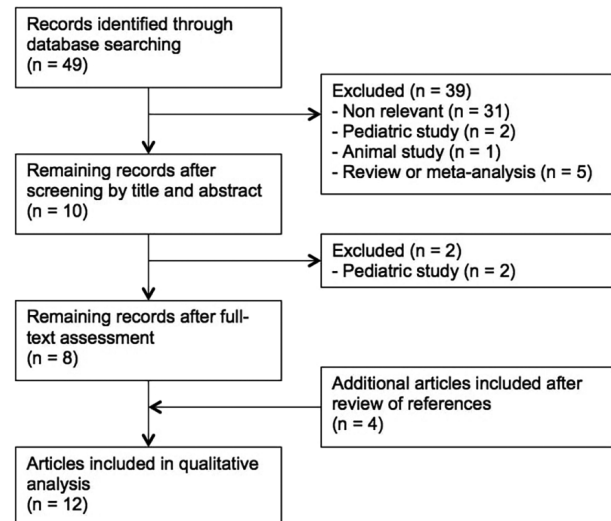 Records identified through
database searching
(n = 49)
Excluded (n = 39)
- Non relevant (n = 31)
- Pediatric study (n = 2)
- Animal study (n = 1)
- Review or meta-analysis (n = 5)
Remaining records after
screening by title and abstract
(n = 10)
Excluded (n = 2)
- Pediatric study (n = 2)
Remaining records after full-
text assessment
(n = 8)
Additional articles included after
review of references
(n = 4)
Articles included in qualitative
analysis
(n = 12)